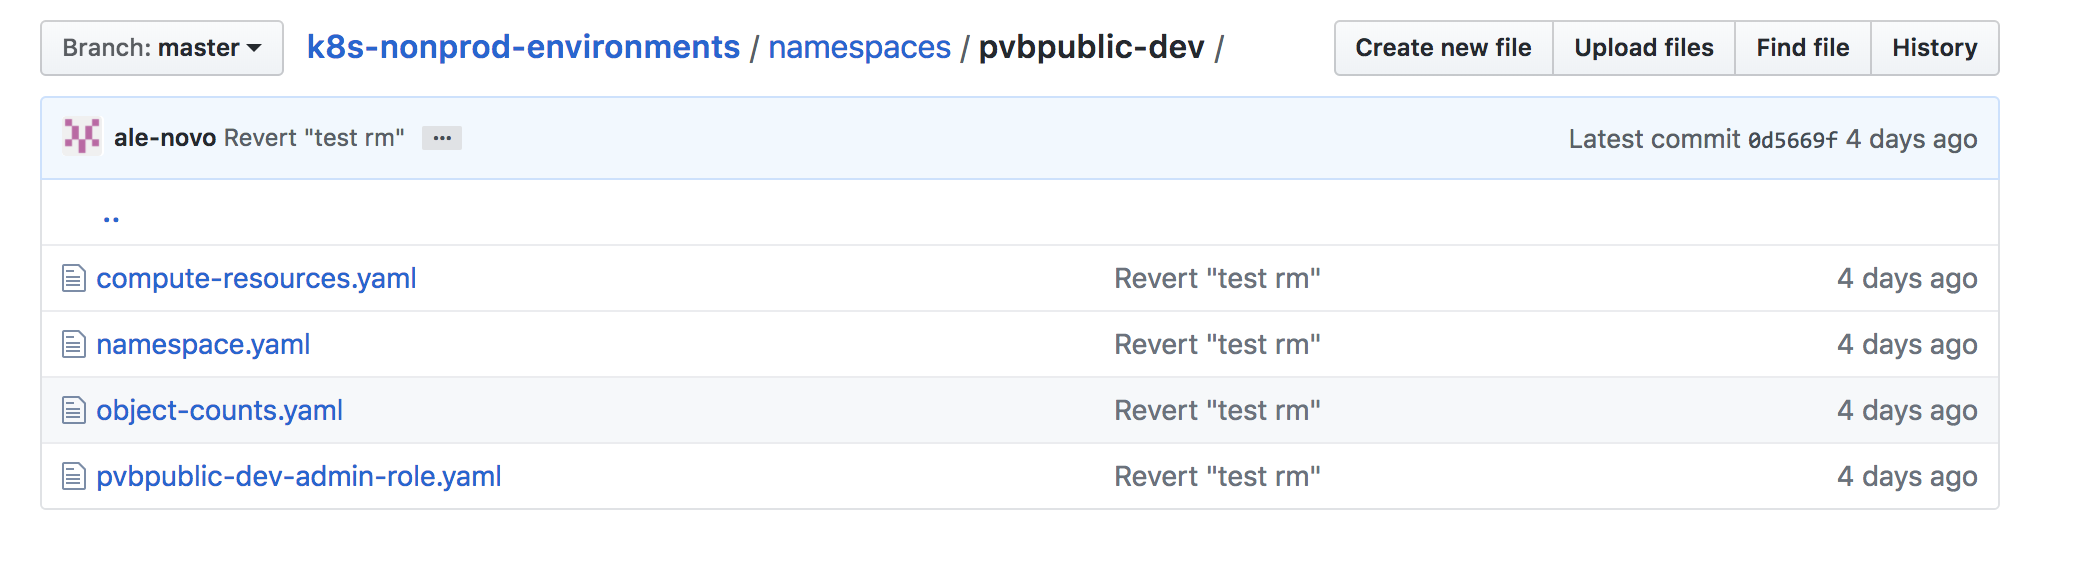 Branch: master k8s-nonprod-environments / namespaces / pvbpublic-dev / Create new file Upload files Find file History
ale-novo Revert "test rm" ... Latest commit 0d5669f 4 days ago
..
compute-resources.yaml Revert "test rm" 4 days ago
namespace.yaml Revert "test rm" 4 days ago
object-counts.yaml Revert "test rm" 4 days ago
pvbpublic-dev-admin-role.yaml Revert "test rm" 4 days ago